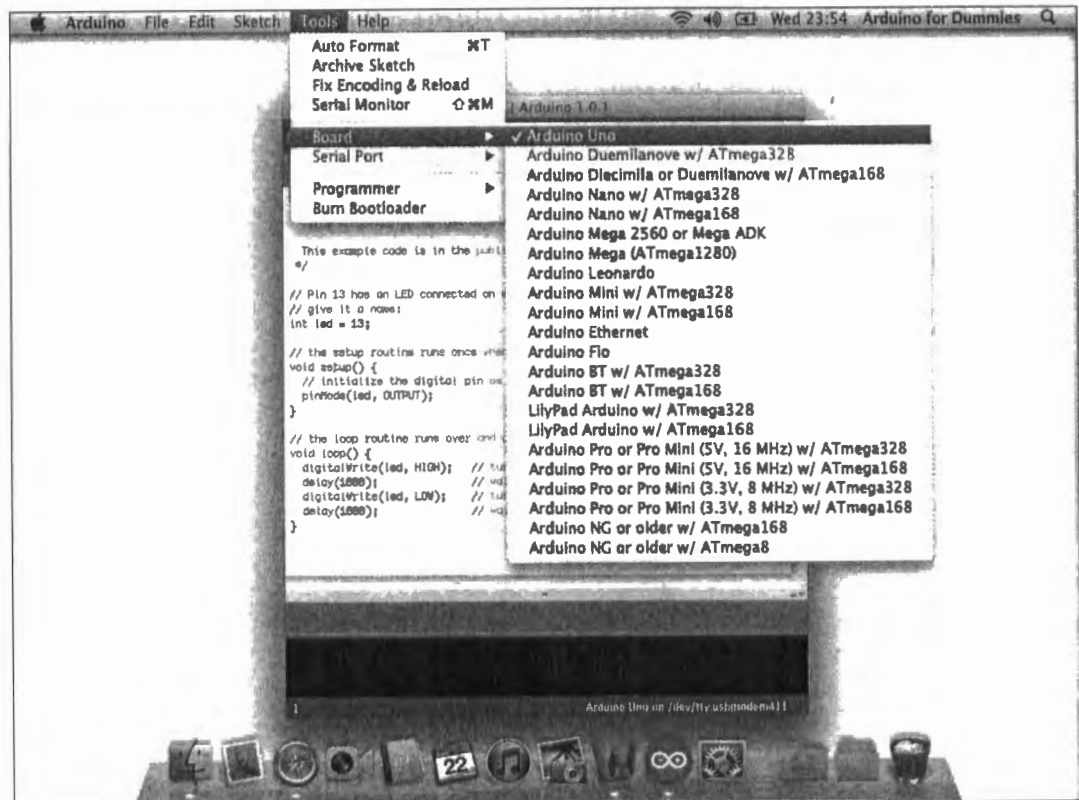 Arduino File Edit Sketch Tools Help Wed 23:54 Arduino for Dummies
Auto Format ⌘T
Archive Sketch
Fix Encoding & Reload
Serial Monitor ⇧⌘M
Board
Serial Port
Programmer
Burn Bootloader
Arduino 1.0.1
✓ Arduino Uno
Arduino Duemilanove w/ ATmega328
Arduino Diecimila or Duemilanove w/ ATmega168
Arduino Nano w/ ATmega328
Arduino Nano w/ ATmega168
Arduino Mega 2560 or Mega ADK
Arduino Mega (ATmega1280)
Arduino Leonardo
Arduino Mini w/ ATmega328
Arduino Mini w/ ATmega168
Arduino Ethernet
Arduino Fio
Arduino BT w/ ATmega328
Arduino BT w/ ATmega168
LilyPad Arduino w/ ATmega328
LilyPad Arduino w/ ATmega168
Arduino Pro or Pro Mini (5V, 16 MHz) w/ ATmega328
Arduino Pro or Pro Mini (5V, 16 MHz) w/ ATmega168
Arduino Pro or Pro Mini (3.3V, 8 MHz) w/ ATmega328
Arduino Pro or Pro Mini (3.3V, 8 MHz) w/ ATmega168
Arduino NG or older w/ ATmega168
Arduino NG or older w/ ATmega8
This example code is in the publ
*/
// Pin 13 has an LED connected on
// give it a name:
int led = 13;
// the setup routine runs once whe
void setup() {
// initialize the digital pin as
pinMode(led, OUTPUT);
}
// the loop routine runs over and
void loop() {
digitalWrite(led, HIGH); // tu
delay(1000); // wa
digitalWrite(led, LOW); // tu
delay(1000); // wa
}
1 Arduino Uno on /dev/tty.usbmodem411
22